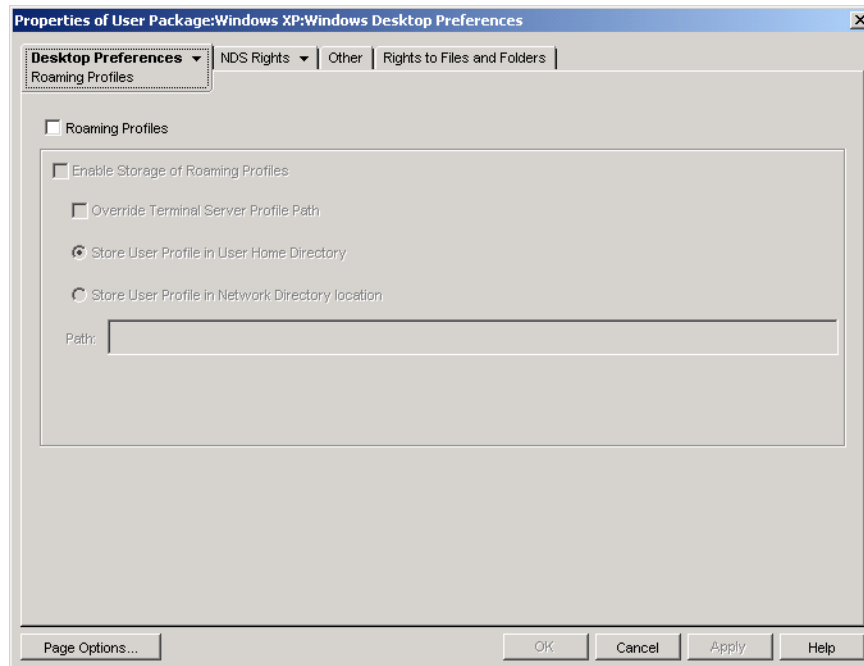 Properties of User Package:Windows XP:Windows Desktop Preferences
Desktop Preferences NDS Rights Other Rights to Files and Folders
Roaming Profiles
Roaming Profiles
Enable Storage of Roaming Profiles
Override Terminal Server Profile Path
Store User Profile in User Home Directory
Store User Profile in Network Directory location
Path:
Page Options... OK Cancel Apply Help